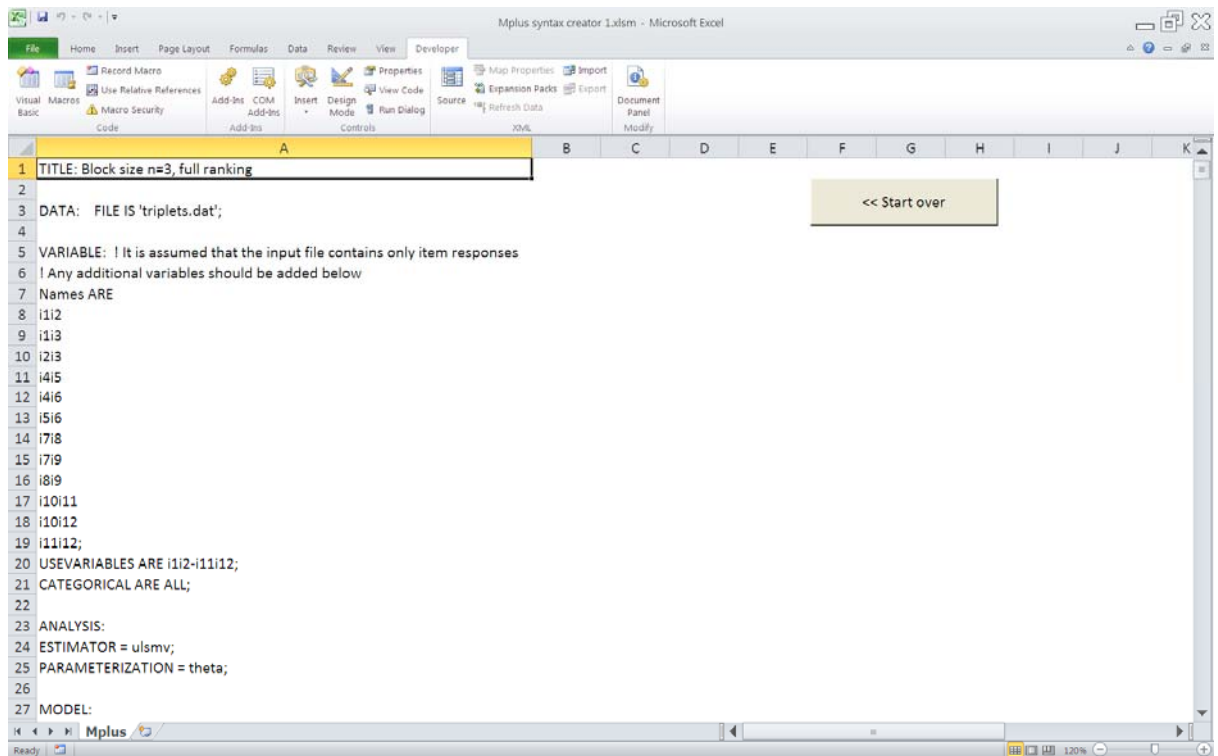 Mplus syntax creator 1.xlsm - Microsoft Excel
File Home Insert Page Layout Formulas Data Review View Developer
Visual Basic
Macros
Record Macro
Use Relative References
Macro Security
Code
Add-Ins
COM Add-Ins
Add-Ins
Insert
Design Mode
Properties
View Code
Run Dialog
Controls
Source
Map Properties
Expansion Packs
Refresh Data
Import
Export
XML
Document Panel
Modify
A B C D E F G H I J K
1 TITLE: Block size n=3, full ranking
2
3 DATA: FILE IS 'triplets.dat';
<< Start over
4
5 VARIABLE: ! It is assumed that the input file contains only item responses
6 ! Any additional variables should be added below
7 Names ARE
8 i1i2
9 i1i3
10 i2i3
11 i4i5
12 i4i6
13 i5i6
14 i7i8
15 i7i9
16 i8i9
17 i10i11
18 i10i12
19 i11i12;
20 USEVARIABLES ARE i1i2-i11i12;
21 CATEGORICAL ARE ALL;
22
23 ANALYSIS:
24 ESTIMATOR = ulsmv;
25 PARAMETERIZATION = theta;
26
27 MODEL:
Mplus
Ready
120%